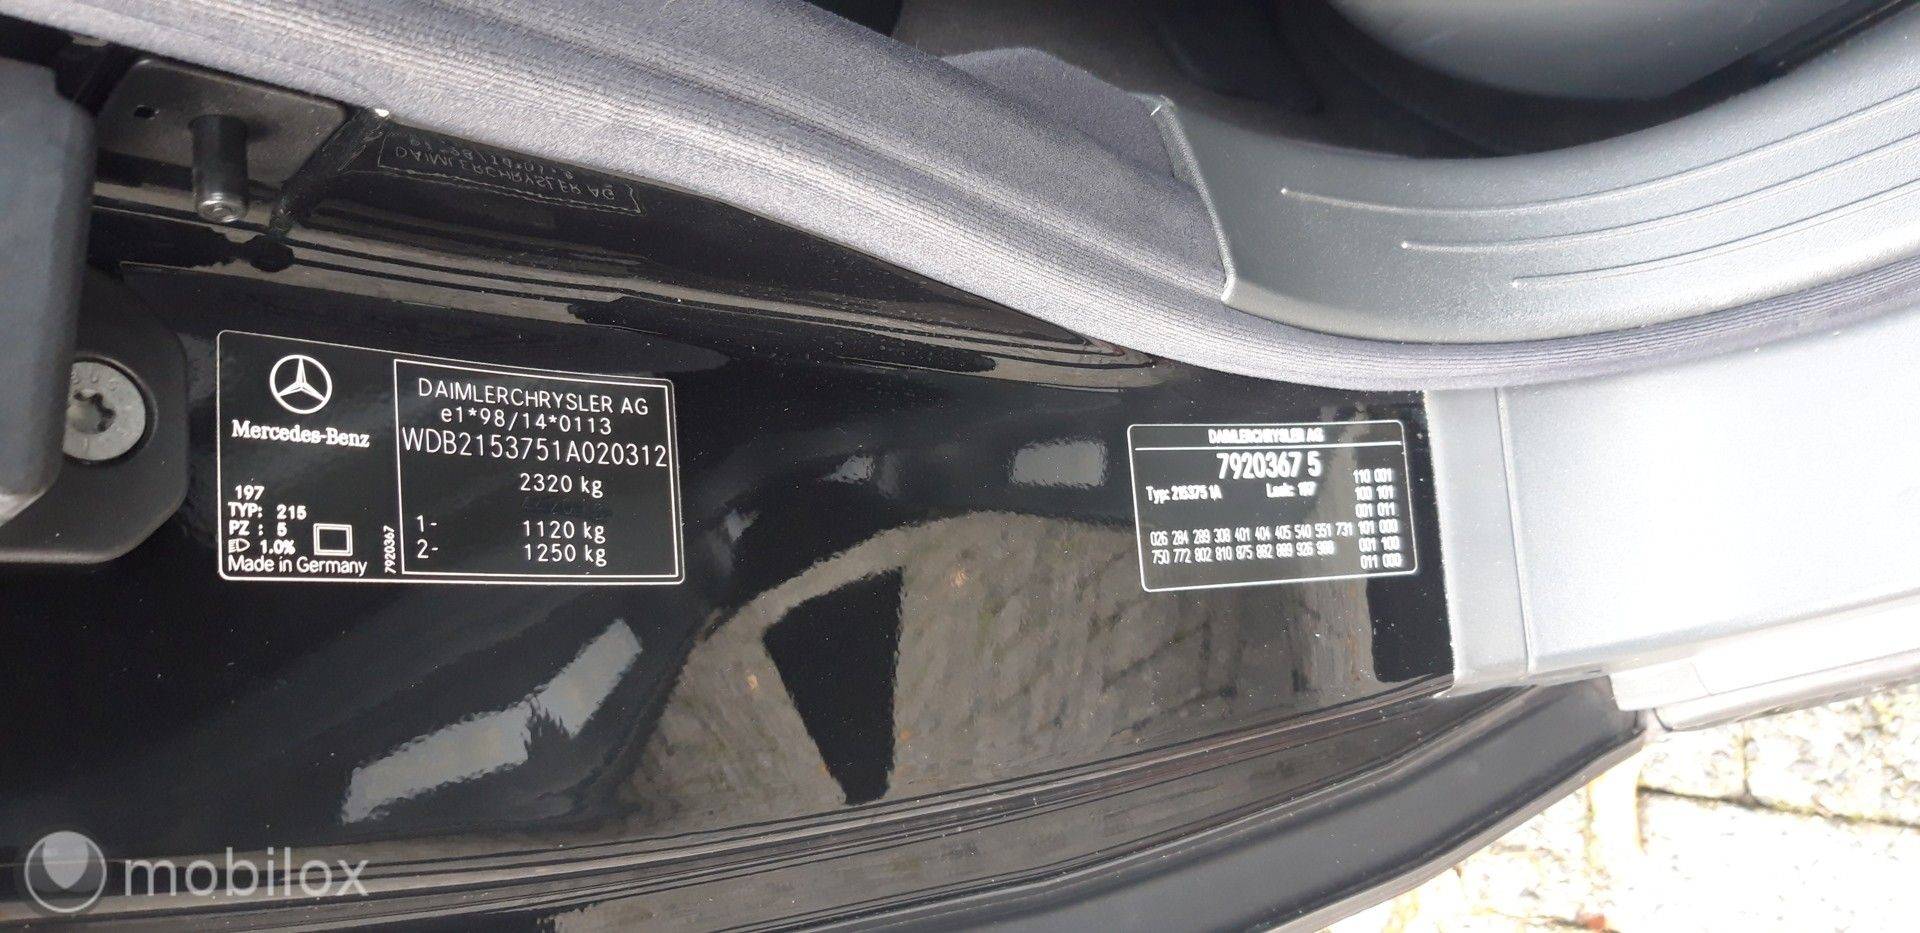 Mercedes-Benz
197
TYP: 215
PZ : 5
1.0%
Made in Germany
7920367
DAIMLERCHRYSLER AG
e1*98/14*0113
WDB2153751A020312
2320 kg
1- 1120 kg
2- 1250 kg
DAIMLERCHRYSLER AG
7920367 5
Typ: 215375 1A Lack: 197
110 001
100 101
001 011
026 284 289 308 401 404 405 540 551 731 101 000
750 772 802 810 875 882 889 926 001 100
011 000
mobilox